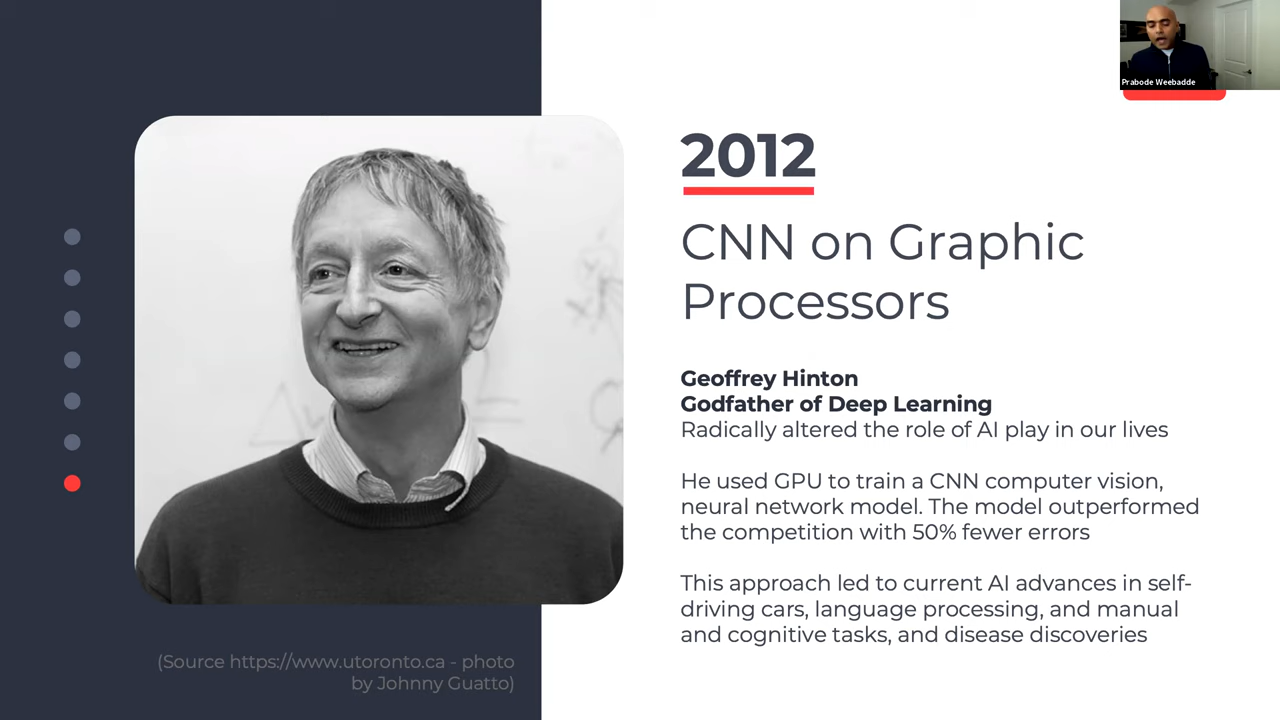 Prabode Weebadde
2012
CNN on Graphic
Processors
Geoffrey Hinton
Godfather of Deep Learning
Radically altered the role of AI play in our lives
He used GPU to train a CNN computer vision,
neural network model. The model outperformed
the competition with 50% fewer errors
This approach led to current AI advances in self-
driving cars, language processing, and manual
and cognitive tasks, and disease discoveries
(Source https://www.utoronto.ca - photo
by Johnny Guatto)